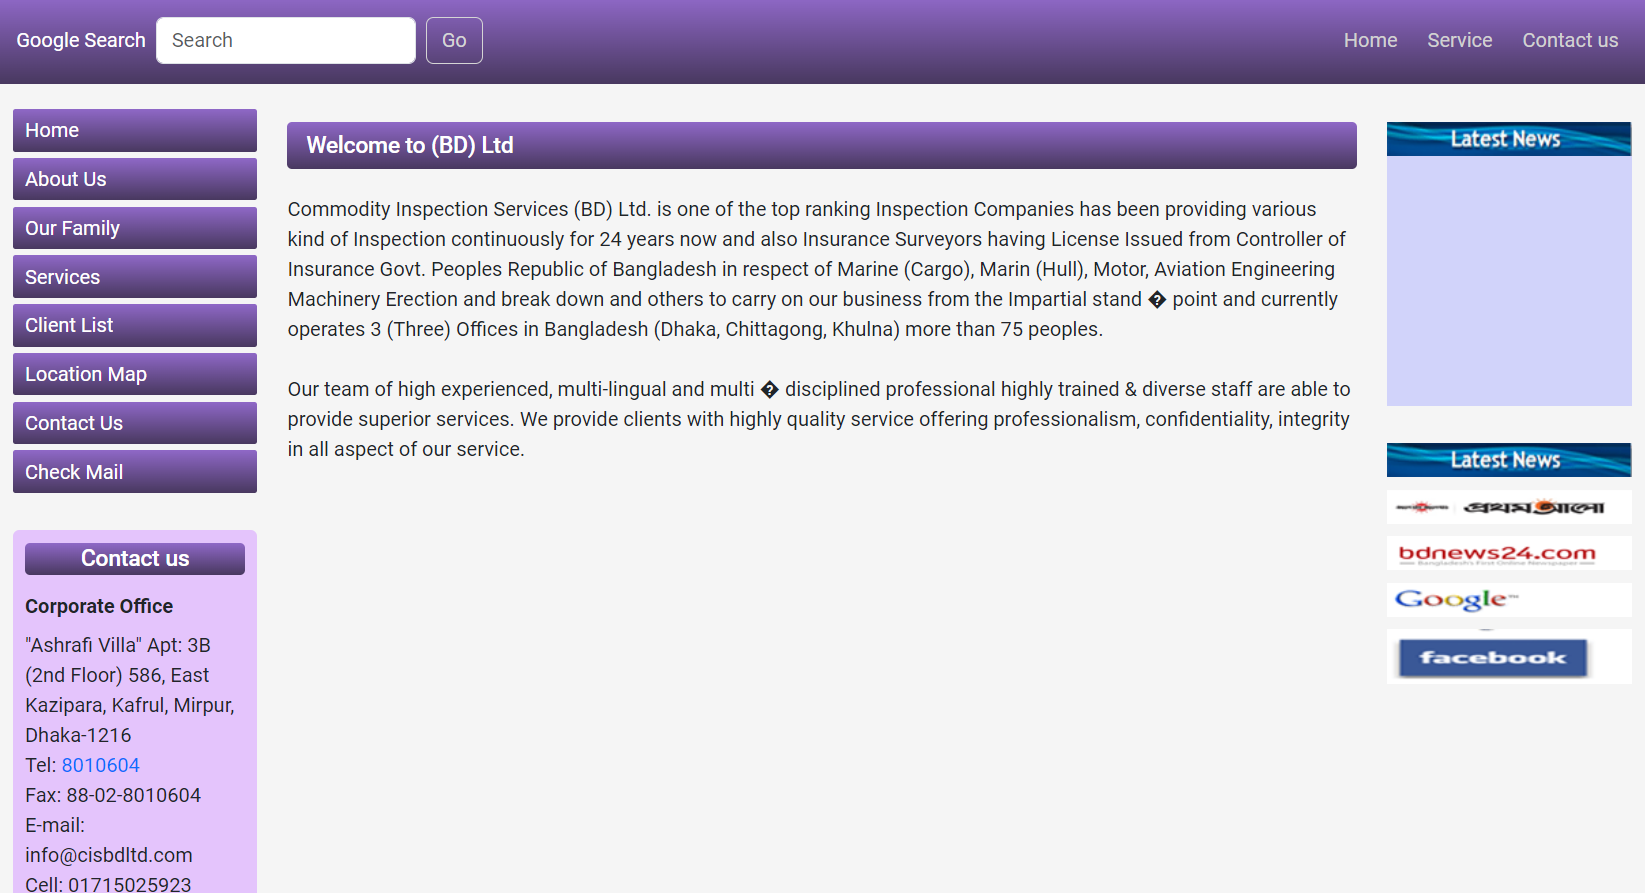 Google Search
Search
Go
Home
Service
Contact us
Home
About Us
Our Family
Services
Client List
Location Map
Contact Us
Check Mail
Contact us
Corporate Office
"Ashrafi Villa" Apt: 3B
(2nd Floor) 586, East
Kazipara, Kafrul, Mirpur,
Dhaka-1216
Tel: 8010604
Fax: 88-02-8010604
E-mail:
info@cisbdltd.com
Cell: 01715025923
Welcome to (BD) Ltd
Commodity Inspection Services (BD) Ltd. is one of the top ranking Inspection Companies has been providing various
kind of Inspection continuously for 24 years now and also Insurance Surveyors having License Issued from Controller of
Insurance Govt. Peoples Republic of Bangladesh in respect of Marine (Cargo), Marin (Hull), Motor, Aviation Engineering
Machinery Erection and break down and others to carry on our business from the Impartial stand � point and currently
operates 3 (Three) Offices in Bangladesh (Dhaka, Chittagong, Khulna) more than 75 peoples.
Our team of high experienced, multi-lingual and multi � disciplined professional highly trained & diverse staff are able to
provide superior services. We provide clients with highly quality service offering professionalism, confidentiality, integrity
in all aspect of our service.
Latest News
Latest News
প্রথম আলো
bdnews24.com
Bangladesh's First Online Newspaper
Google™
facebook